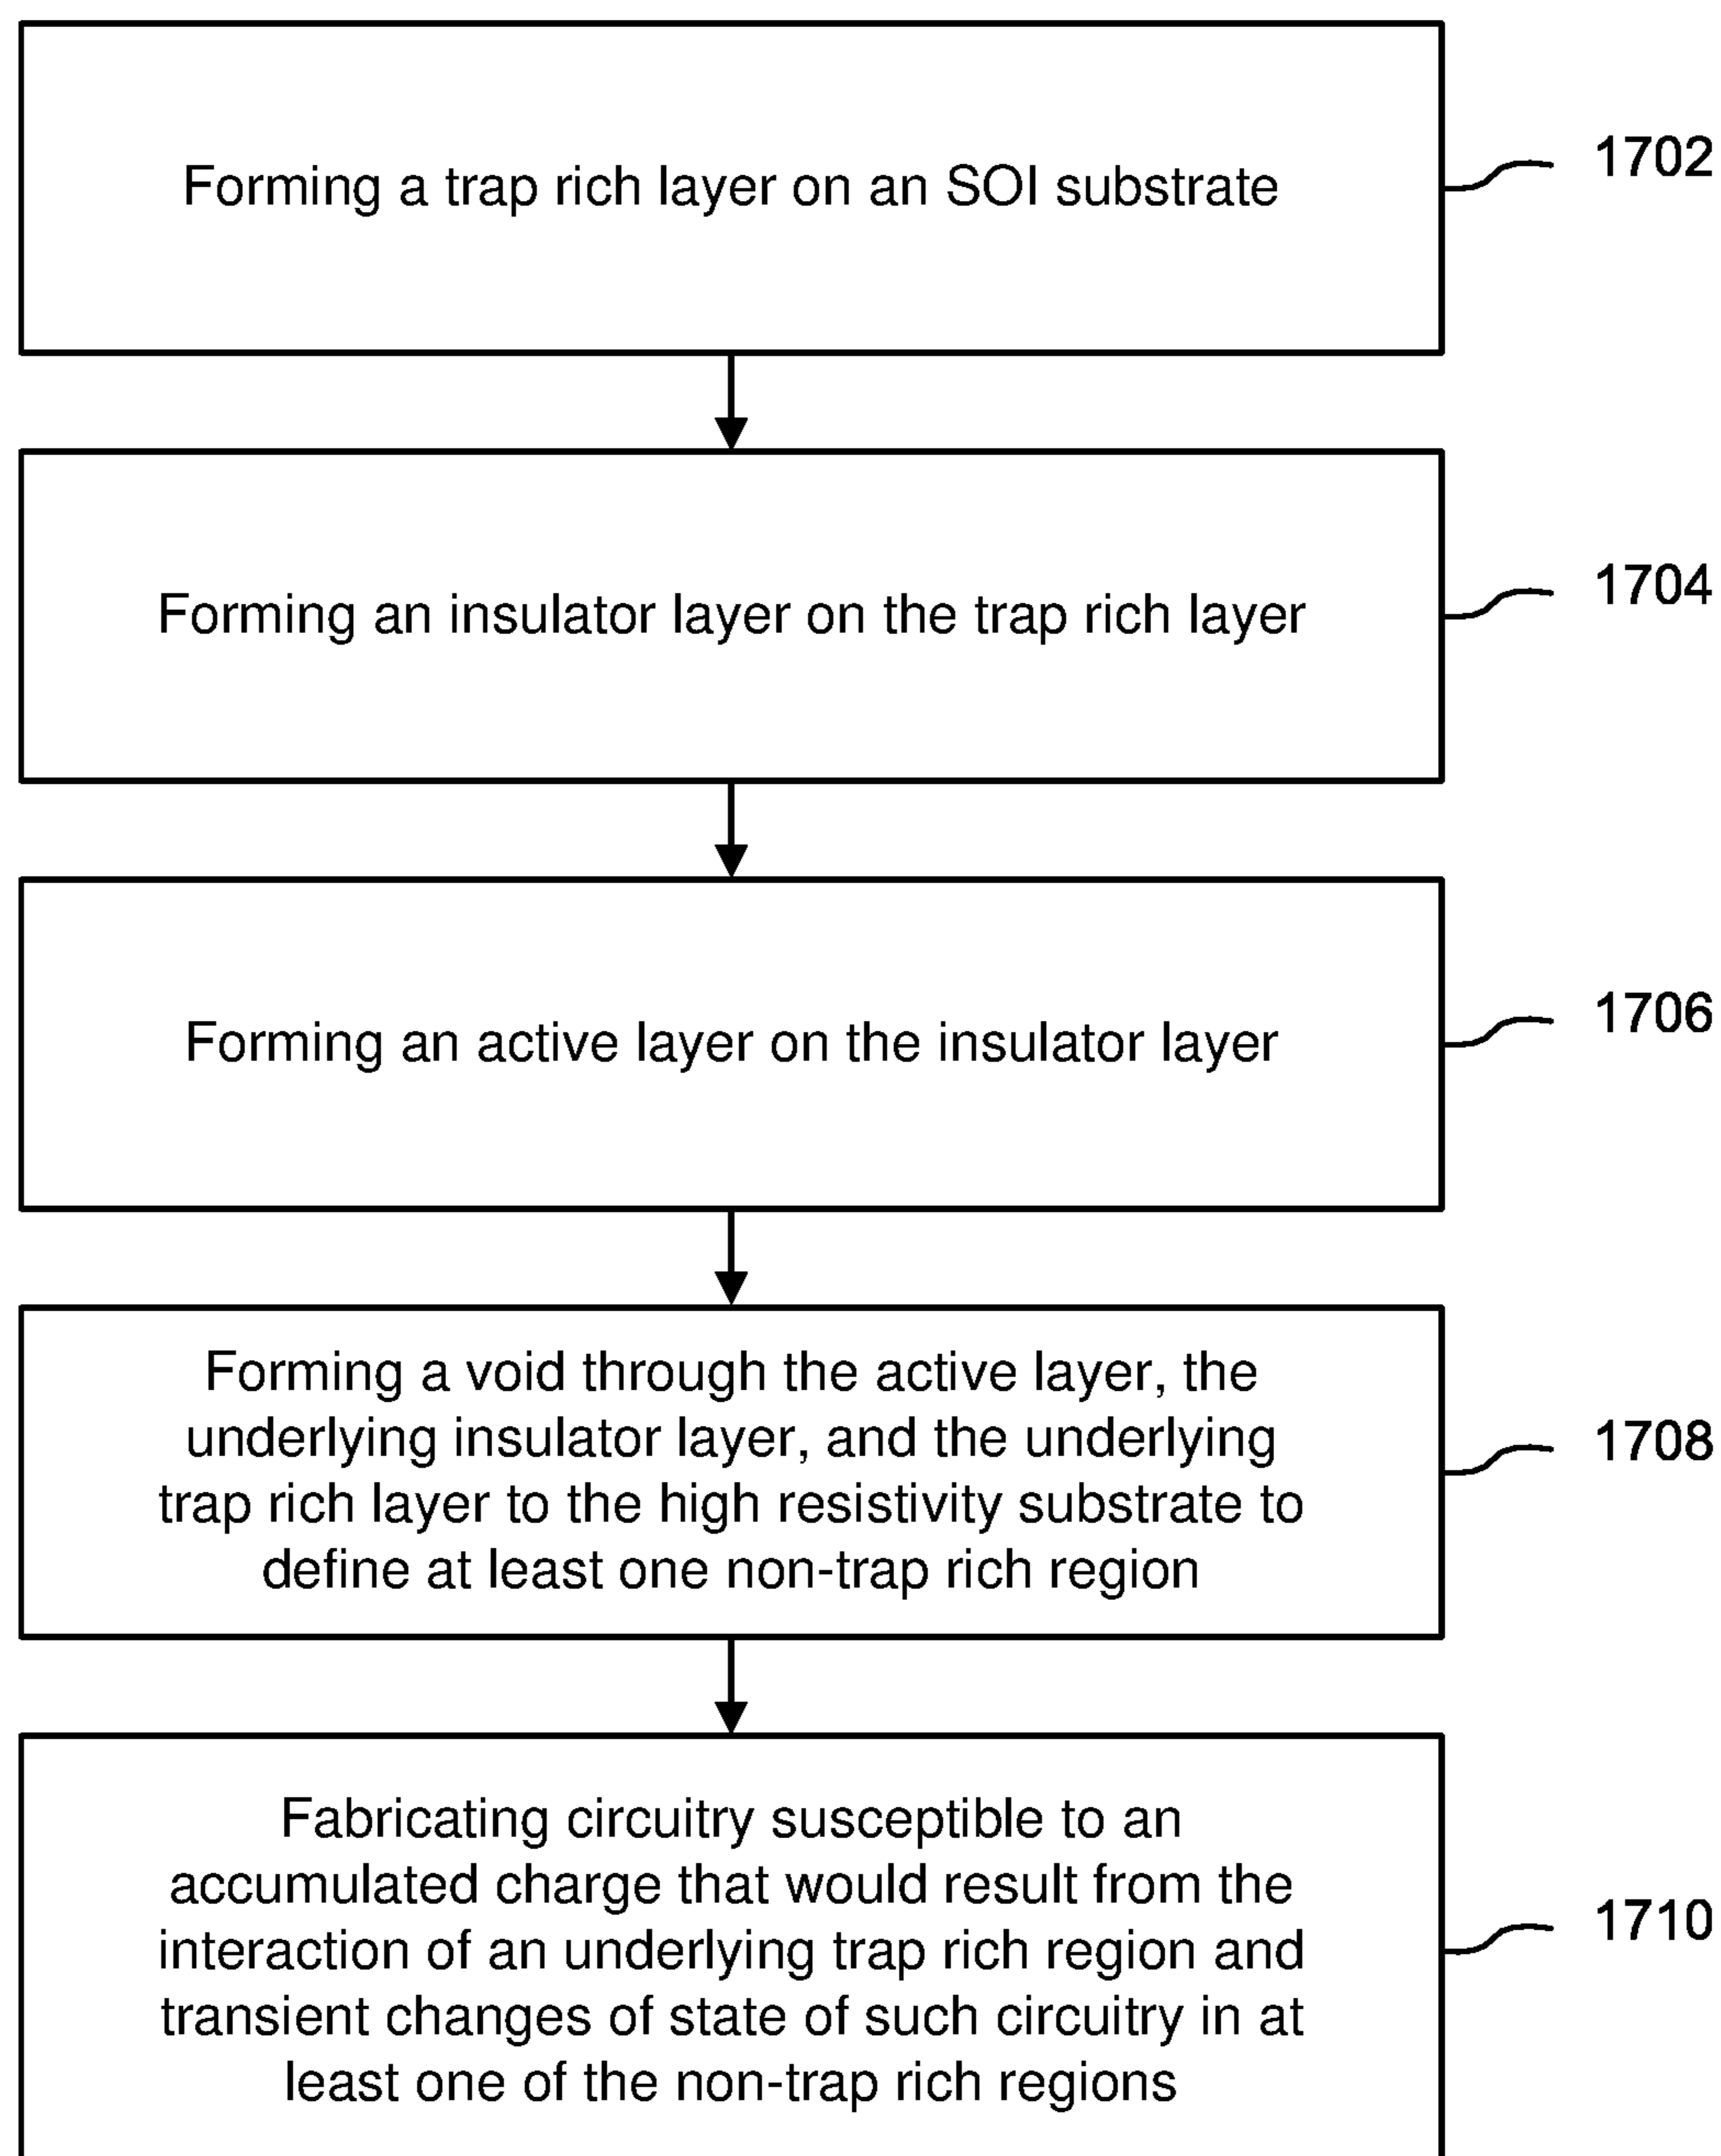 Forming a trap rich layer on an SOI substrate
1702
Forming an insulator layer on the trap rich layer
1704
Forming an active layer on the insulator layer
1706
Forming a void through the active layer, the
underlying insulator layer, and the underlying
trap rich layer to the high resistivity substrate to
define at least one non-trap rich region
1708
Fabricating circuitry susceptible to an
accumulated charge that would result from the
interaction of an underlying trap rich region and
transient changes of state of such circuitry in at
least one of the non-trap rich regions
1710